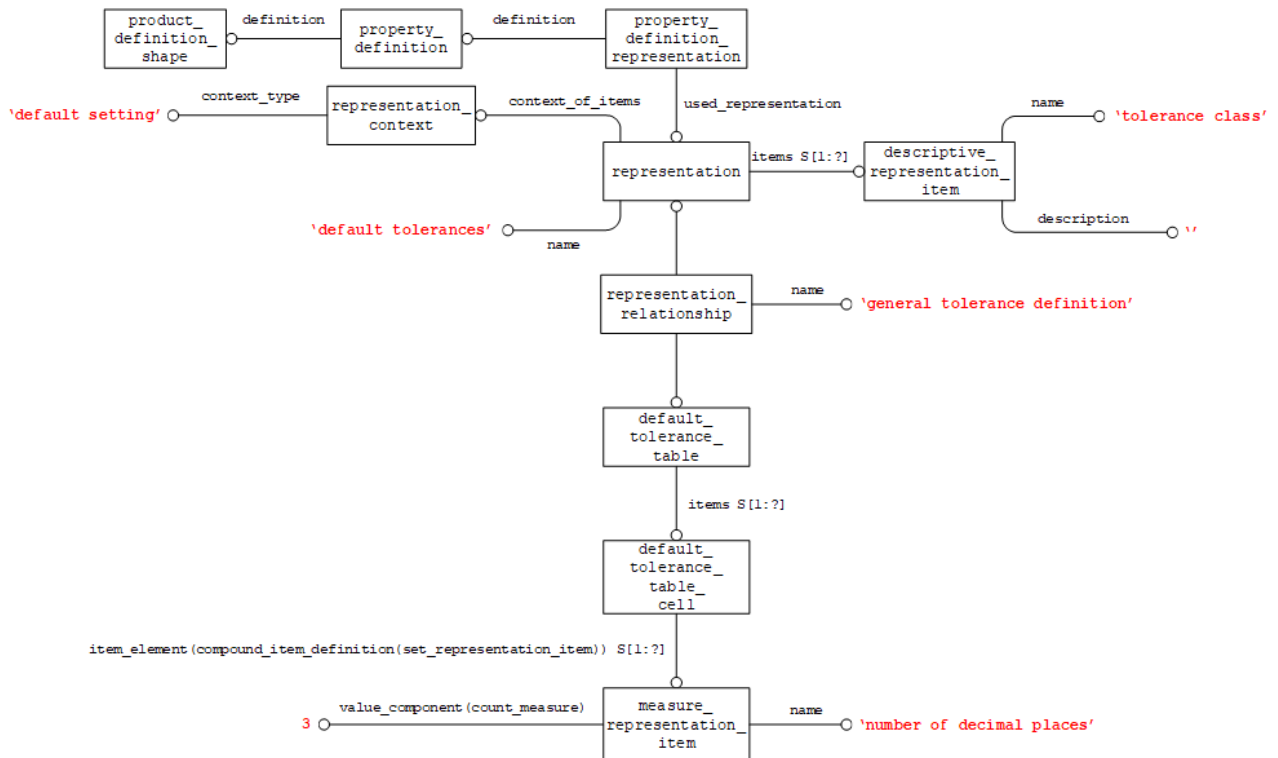 product_
definition_
shape
definition
property_
definition
definition
property_
definition_
representation
'default setting'
context_type
representation_
context
context_of_items
used_representation
name
'tolerance class'
representation
items S[1:?]
descriptive_
representation_
item
'default tolerances'
name
description
‘’
representation_
relationship
name
'general tolerance definition'
default_
tolerance_
table
items S[1:?]
default_
tolerance_
table_
cell
item_element(compound_item_definition(set_representation_item)) S[1:?]
3
value_component(count_measure)
measure_
representation_
item
name
'number of decimal places'